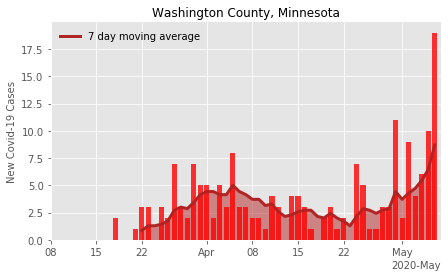 Washington County, Minnesota
7 day moving average
New Covid-19 Cases
17.5
15.0
12.5
10.0
7.5
5.0
2.5
0.0
08 15 22 Apr 08 15 22 May
2020-May